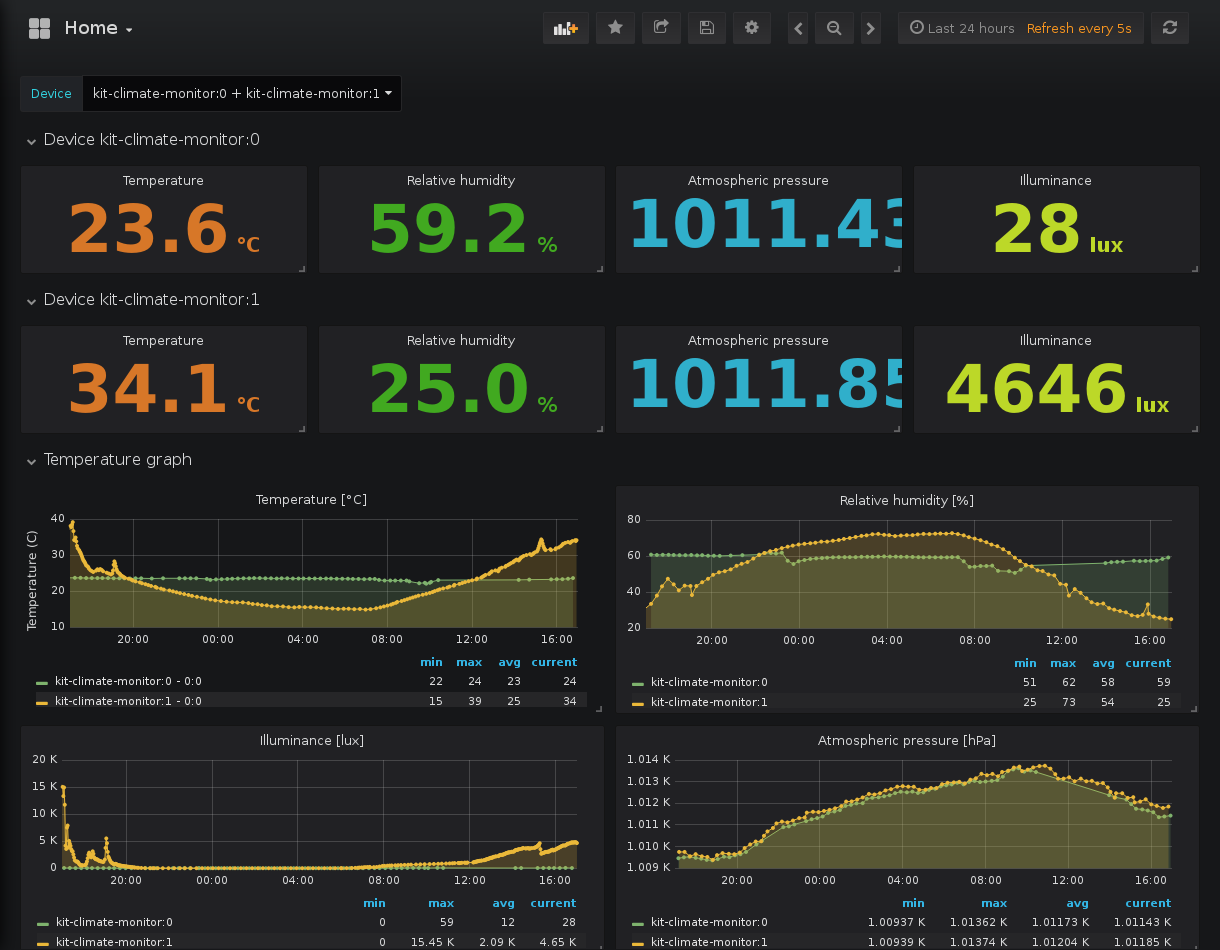 Home
Last 24 hours Refresh every 5s
Device kit-climate-monitor:0 + kit-climate-monitor:1
Device kit-climate-monitor:0
Temperature Relative humidity Atmospheric pressure Illuminance
23.6 °C 59.2 % 1011.43 28 lux
Device kit-climate-monitor:1
Temperature Relative humidity Atmospheric pressure Illuminance
34.1 °C 25.0 % 1011.85 4646 lux
Temperature graph
Temperature [°C]
Temperature (C)
40
30
20
10
20:00 00:00 04:00 08:00 12:00 16:00
min max avg current
kit-climate-monitor:0 - 0:0 22 24 23 24
kit-climate-monitor:1 - 0:0 15 39 25 34
Relative humidity [%]
80
60
40
20
20:00 00:00 04:00 08:00 12:00 16:00
min max avg current
kit-climate-monitor:0 51 62 58 59
kit-climate-monitor:1 25 73 54 25
Illuminance [lux]
20 K
15 K
10 K
5 K
0
20:00 00:00 04:00 08:00 12:00 16:00
min max avg current
kit-climate-monitor:0 0 59 12 28
kit-climate-monitor:1 0 15.45 K 2.09 K 4.65 K
Atmospheric pressure [hPa]
1.014 K
1.013 K
1.012 K
1.011 K
1.010 K
1.009 K
20:00 00:00 04:00 08:00 12:00 16:00
min max avg current
kit-climate-monitor:0 1.00937 K 1.01362 K 1.01173 K 1.01143 K
kit-climate-monitor:1 1.00939 K 1.01374 K 1.01204 K 1.01185 K